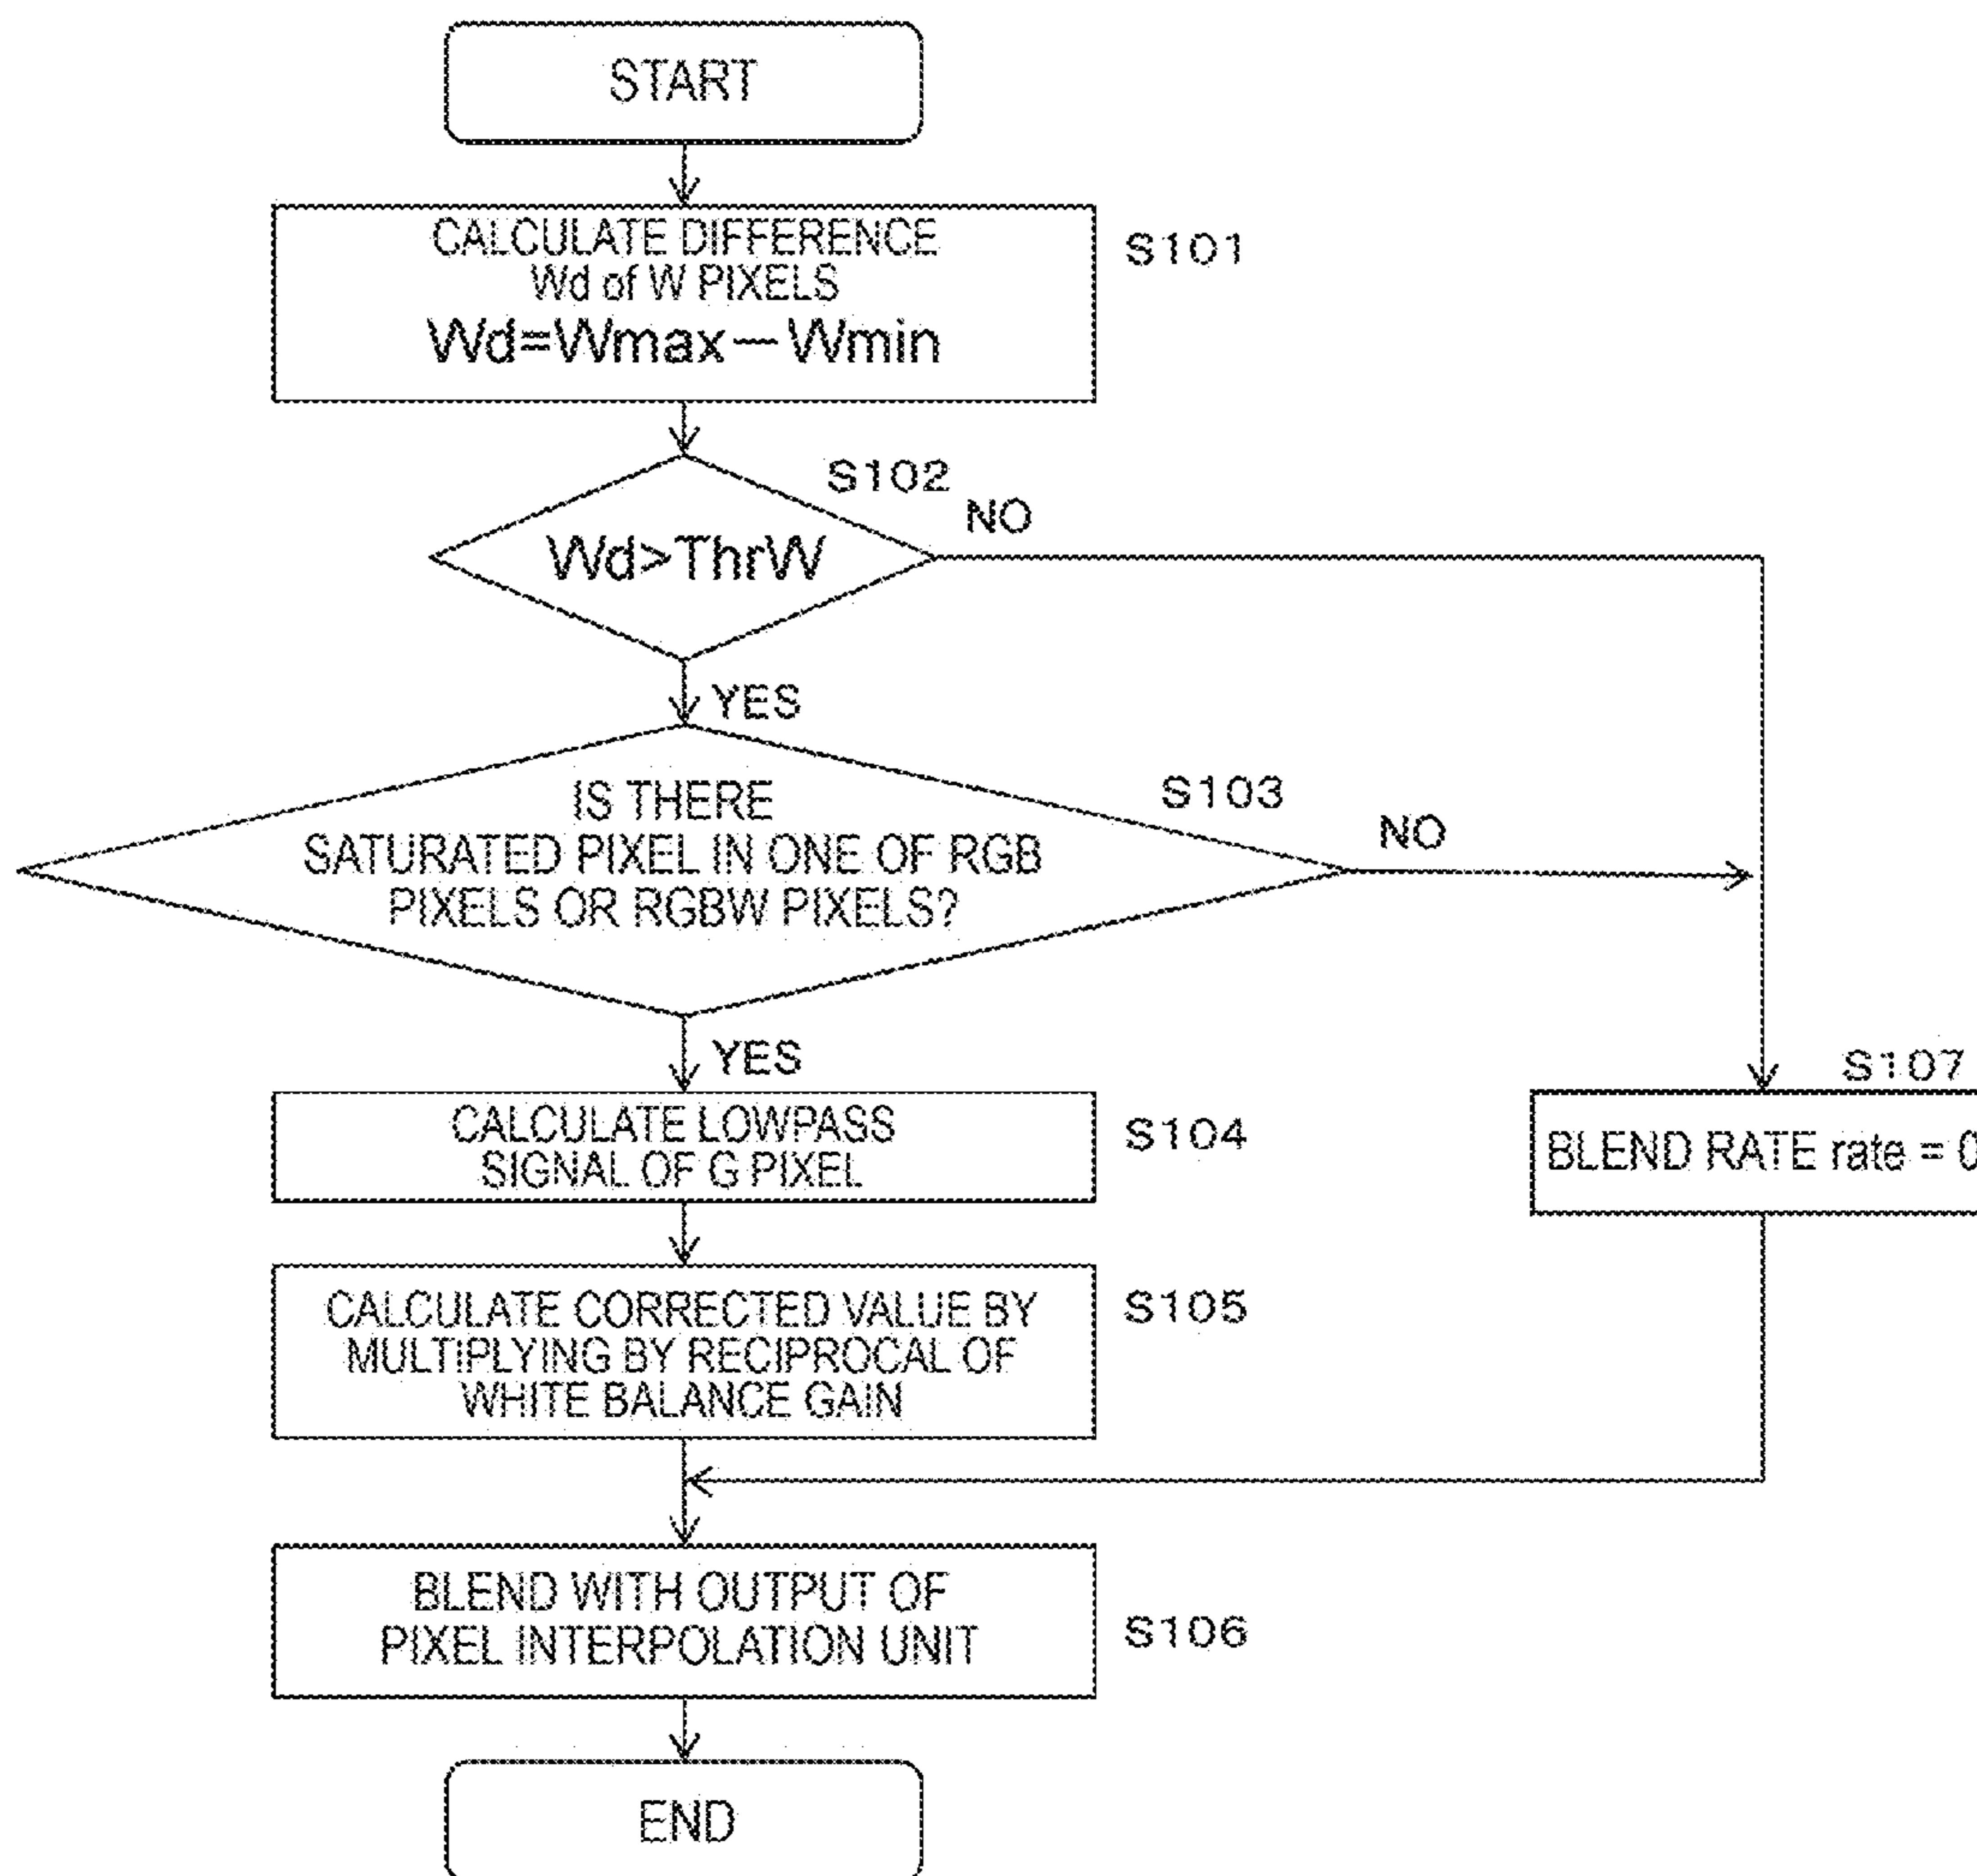 START
CALCULATE DIFFERENCE
Wd of W PIXELS
Wd=Wmax－Wmin
S101
S102
Wd>ThrW
NO
YES
IS THERE
SATURATED PIXEL IN ONE OF RGB
PIXELS OR RGBW PIXELS?
S103
NO
YES
CALCULATE LOWPASS
SIGNAL OF G PIXEL
S104
S107
BLEND RATE rate = 0
CALCULATE CORRECTED VALUE BY
MULTIPLYING BY RECIPROCAL OF
WHITE BALANCE GAIN
S105
BLEND WITH OUTPUT OF
PIXEL INTERPOLATION UNIT
S106
END